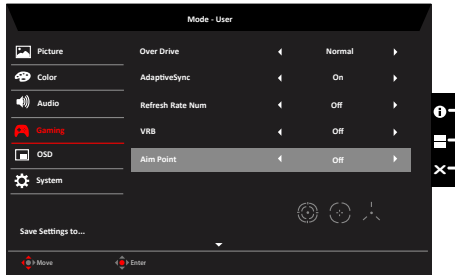 Mode - User
Picture
Over Drive Normal
Color
AdaptiveSync On
Audio
Refresh Rate Num Off
Gaming
VRB Off
OSD
Aim Point Off
System
Save Settings to...
Move Enter